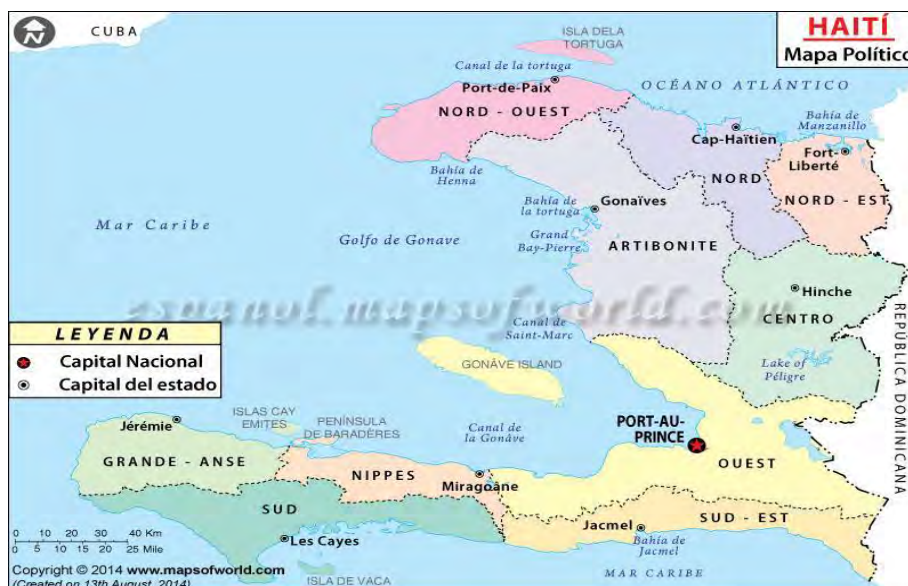 HAITÍ
Mapa Político
CUBA
ISLA DELA
TORTUGA
Canal de la tortuga
Port-de-Paix
OCÉANO ATLÁNTICO
NORD - OUEST
Bahía de
Manzanillo
Cap-Haïtien
Fort-
Liberté
Bahía de
Henna
NORD
NORD - EST
Bahía de
la tortuga
Gonaïves
Mar Caribe
Golfo de Gonave
Grand
Bay-Pierre
ARTIBONITE
Hinche
CENTRO
espanol.mapsofworld.com
REPÚBLICA DOMINICANA
LEYENDA
Capital Nacional
Capital del estado
Canal de
Saint-Marc
GONÂVE ISLAND
Lake of
Péligre
ISLAS CAY
EMITES
PENÍNSULA
DE BARADÈRES
Canal de
la Gonâve
PORT-AU-
PRINCE
Jérémie
GRANDE - ANSE
NIPPES
Miragoâne
OUEST
SUD
Les Cayes
Jacmel
SUD - EST
Bahía de
Jacmel
MAR CARIBE
ISLA DE VACA
0 10 20 30 40 Km
0 5 10 15 20 25 Mile
Copyright © 2014 www.mapsofworld.com
(Created on 13th August, 2014)
N